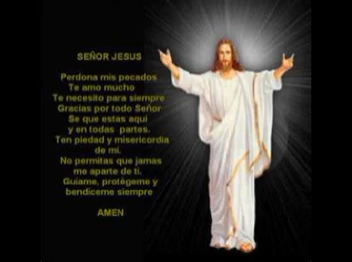 SEÑOR JESUS
Perdona mis pecados
Te amo mucho
Te necesito para siempre
Gracias por todo Señor
Se que estas aqui
y en todas partes.
Ten piedad y misericordia
de mi.
No permitas que jamas
me aparte de ti.
Guiame, protégeme y
bendiceme siempre
AMEN